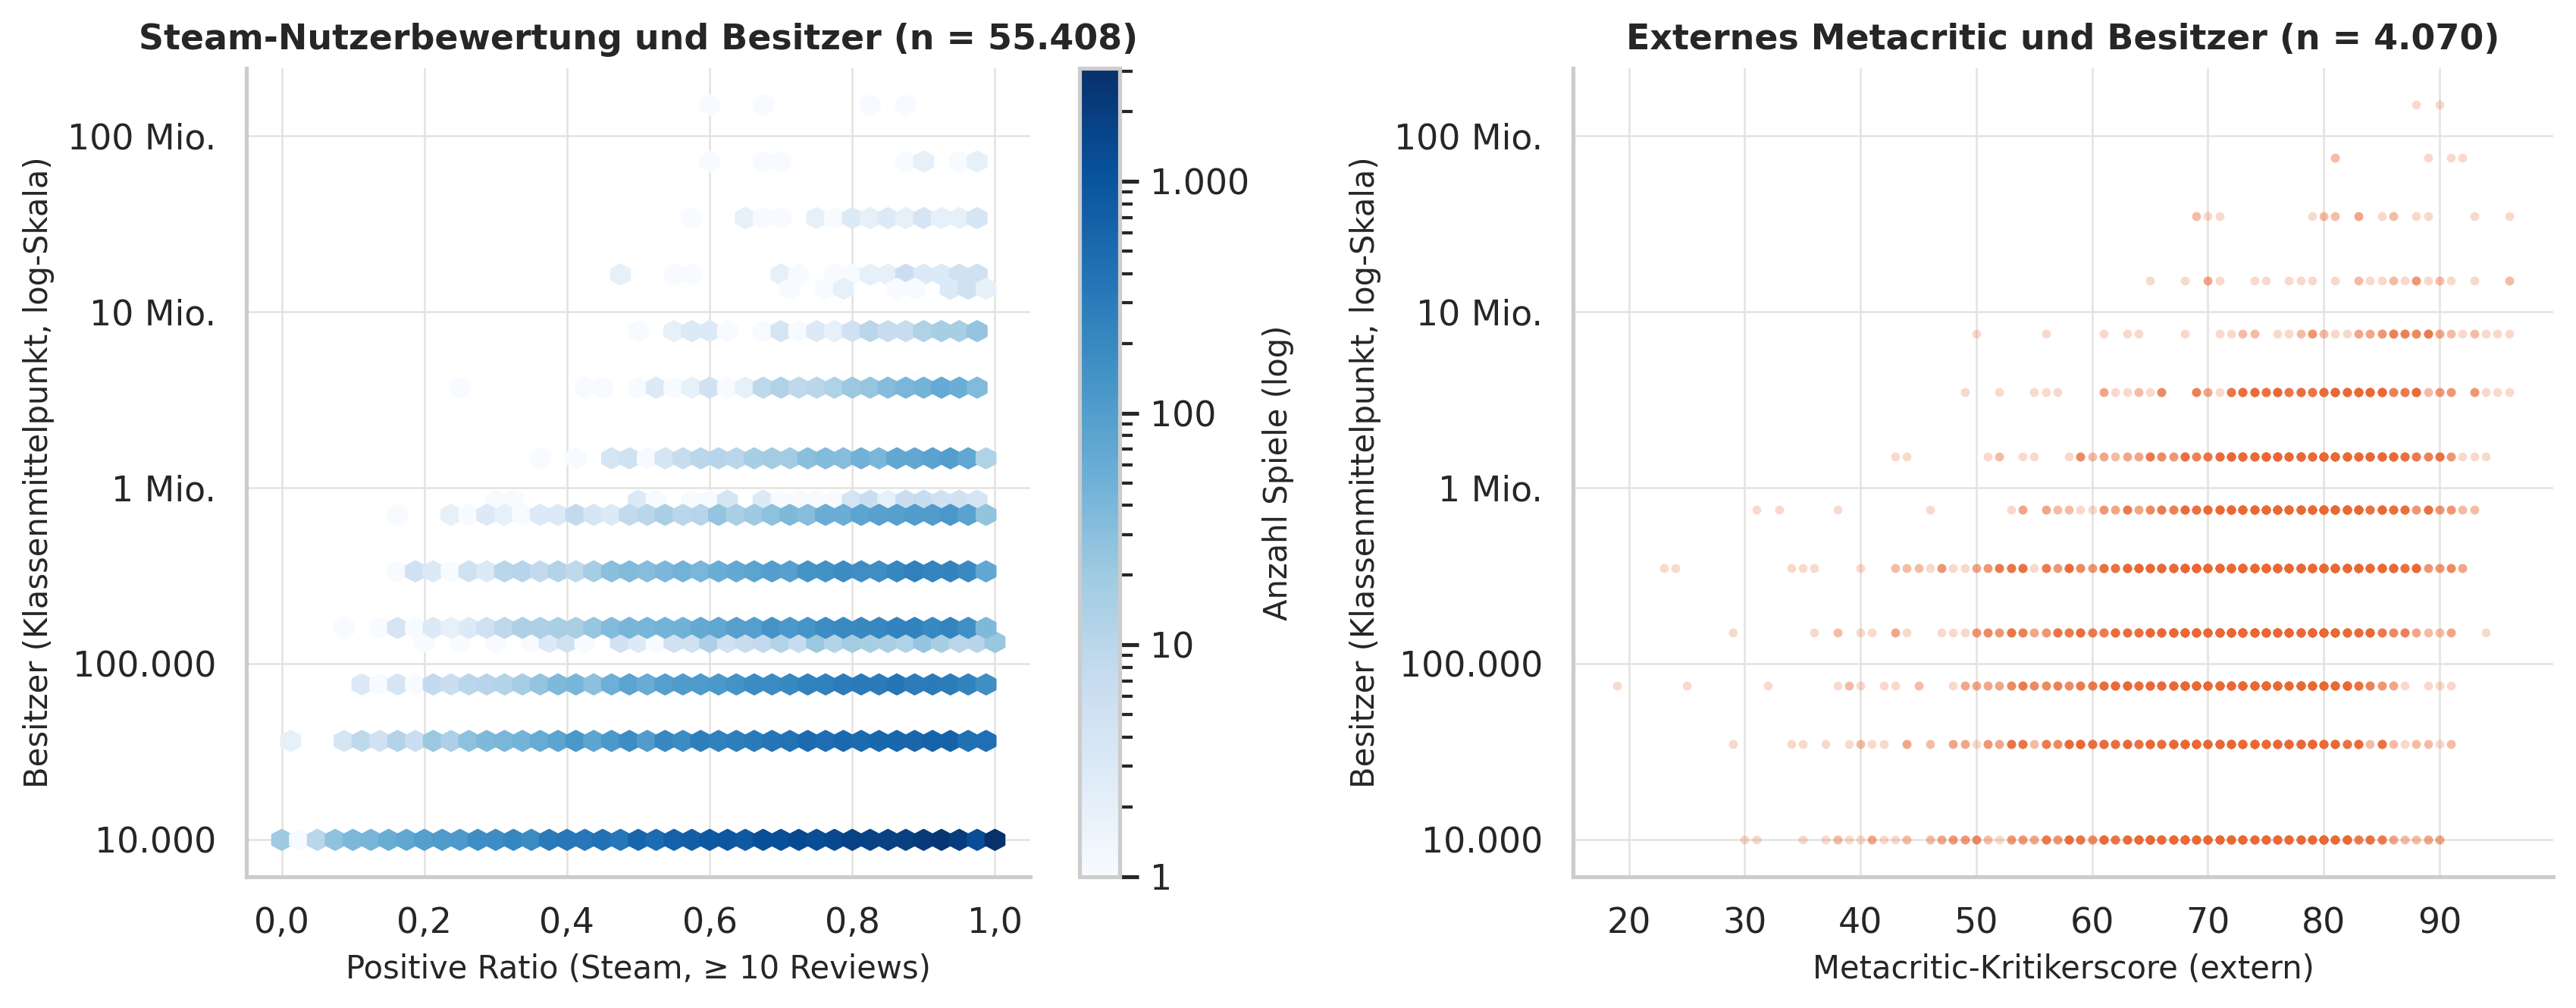 Steam-Nutzerbewertung und Besitzer (n = 55.408)
Besitzer (Klassenmittelpunkt, log-Skala)
100 Mio.
10 Mio.
1 Mio.
100.000
10.000
0,0 0,2 0,4 0,6 0,8 1,0
Positive Ratio (Steam, ≥ 10 Reviews)
1.000
100
10
1
Anzahl Spiele (log)
Externes Metacritic und Besitzer (n = 4.070)
Besitzer (Klassenmittelpunkt, log-Skala)
100 Mio.
10 Mio.
1 Mio.
100.000
10.000
20 30 40 50 60 70 80 90
Metacritic-Kritikerscore (extern)